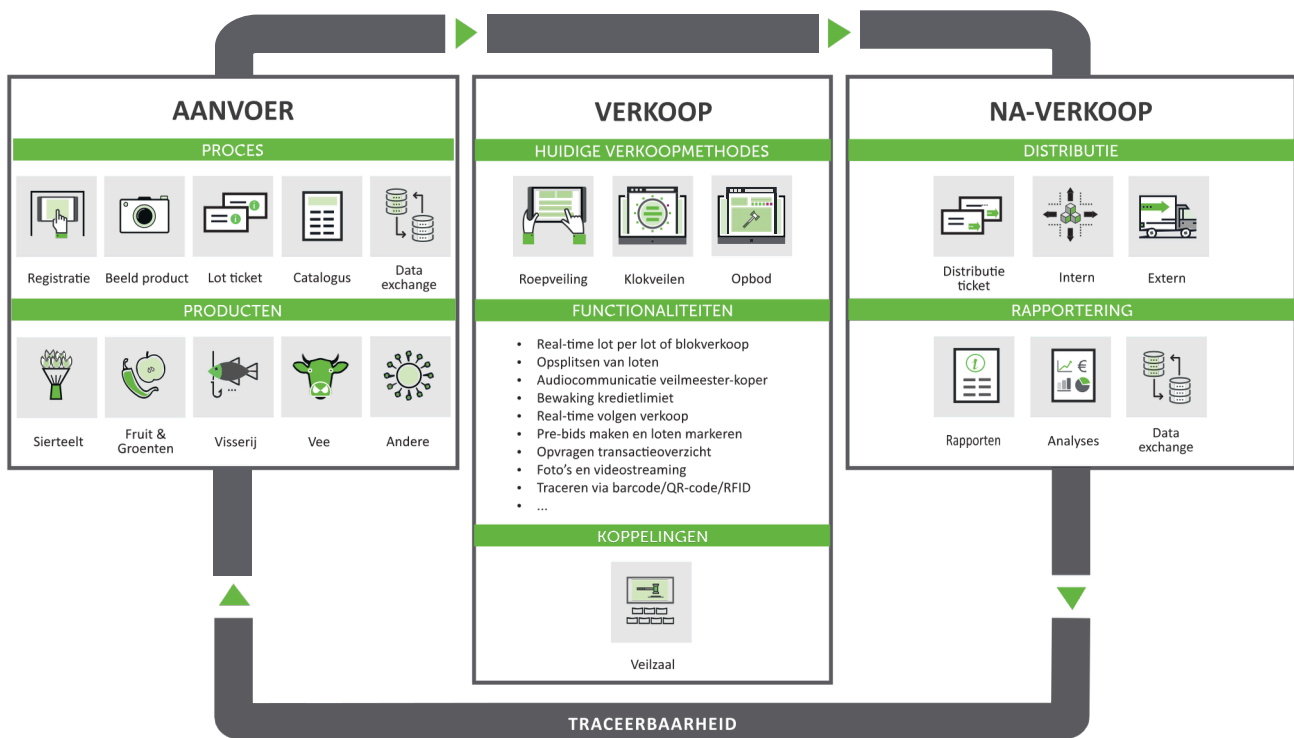 AANVOER
PROCES
Registratie
Beeld product
Lot ticket
Catalogus
Data
exchange
PRODUCTEN
Sierteelt
Fruit &
Groenten
...
Visserij
Vee
Andere
VERKOOP
HUIDIGE VERKOOPMETHODES
Roepveiling
Klokveilen
Opbod
FUNCTIONALITEITEN
• Real-time lot per lot of blokverkoop
• Opsplitsen van loten
• Audiocommunicatie veilmeester-koper
• Bewaking kredietlimiet
• Real-time volgen verkoop
• Pre-bids maken en loten markeren
• Opvragen transactieoverzicht
• Foto's en videostreaming
• Traceren via barcode/QR-code/RFID
• ...
KOPPELINGEN
Veilzaal
NA-VERKOOP
DISTRIBUTIE
Distributie
ticket
Intern
Extern
RAPPORTERING
€
Rapporten
Analyses
Data
exchange
TRACEERBAARHEID